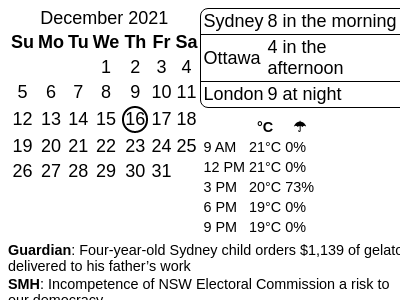 December 2021
Su Mo Tu We Th Fr Sa
1 2 3 4
5 6 7 8 9 10 11
12 13 14 15 16 17 18
19 20 21 22 23 24 25
26 27 28 29 30 31
Sydney 8 in the morning
Ottawa 4 in the
afternoon
London 9 at night
°C ☂
9 AM 21°C 0%
12 PM 21°C 0%
3 PM 20°C 73%
6 PM 19°C 0%
9 PM 19°C 0%
Guardian: Four-year-old Sydney child orders $1,139 of gelato
delivered to his father’s work
SMH: Incompetence of NSW Electoral Commission a risk to
our democracy